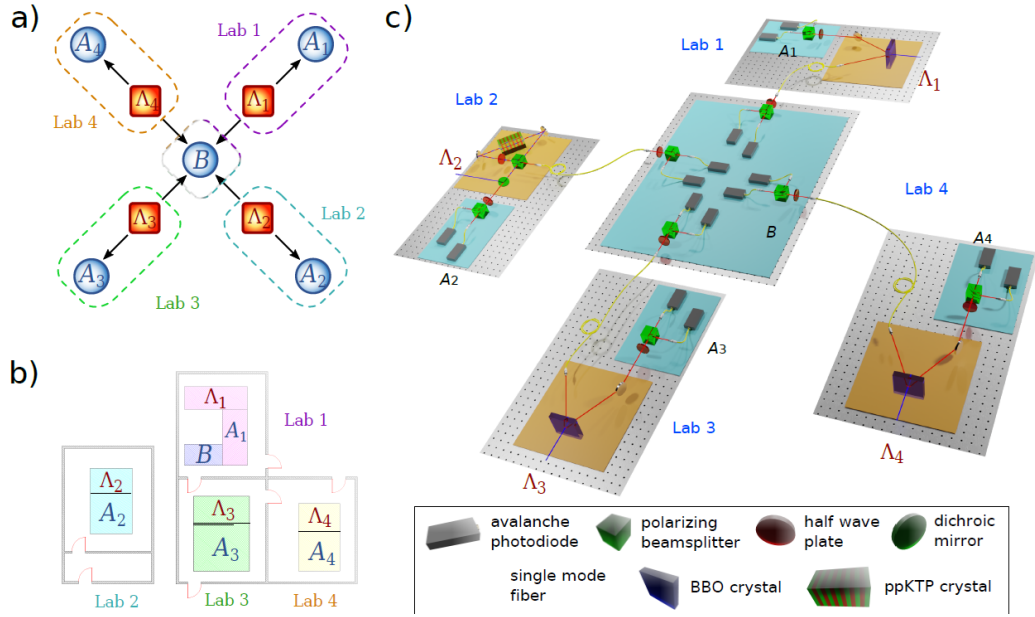 a)
A4
Lab 1
A1
Λ4
Λ1
Lab 4
B
Λ3
Λ2
Lab 2
A3
Lab 3
A2
b)
Λ1
Lab 1
A1
B
Λ2
A2
Λ3
A3
Λ4
A4
Lab 2
Lab 3
Lab 4
c)
Lab 1
A1
Λ1
Lab 2
Λ2
A2
B
Lab 4
A4
A3
Lab 3
Λ3
Λ4
avalanche
photodiode
polarizing
beamsplitter
half wave
plate
dichroic
mirror
single mode
fiber
BBO crystal
ppKTP crystal